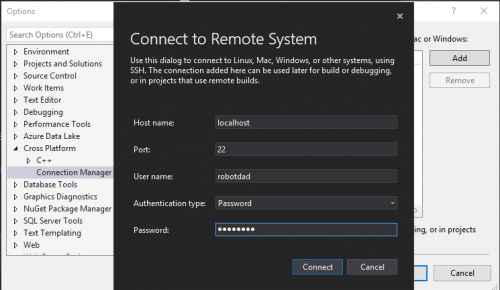 Options
?
×
Search Options (Ctrl+E)
Environment
Projects and Solutions
Source Control
Work Items
Text Editor
Debugging
Performance Tools
Azure Data Lake
Cross Platform
C++
Connection Manager
Database Tools
Graphics Diagnostics
NuGet Package Manager
SQL Server Tools
Text Templating
Web
Connect to Remote System
Use this dialog to connect to Linux, Mac, Windows, or other systems, using
SSH. The connection added here can be used later for build or debugging,
or in projects that use remote builds.
Host name: localhost
Port: 22
User name: robotdad
Authentication type: Password
Password: ••••••••
Connect
Cancel
ac or Windows:
Add
Remove
ng, or in projects
Cancel